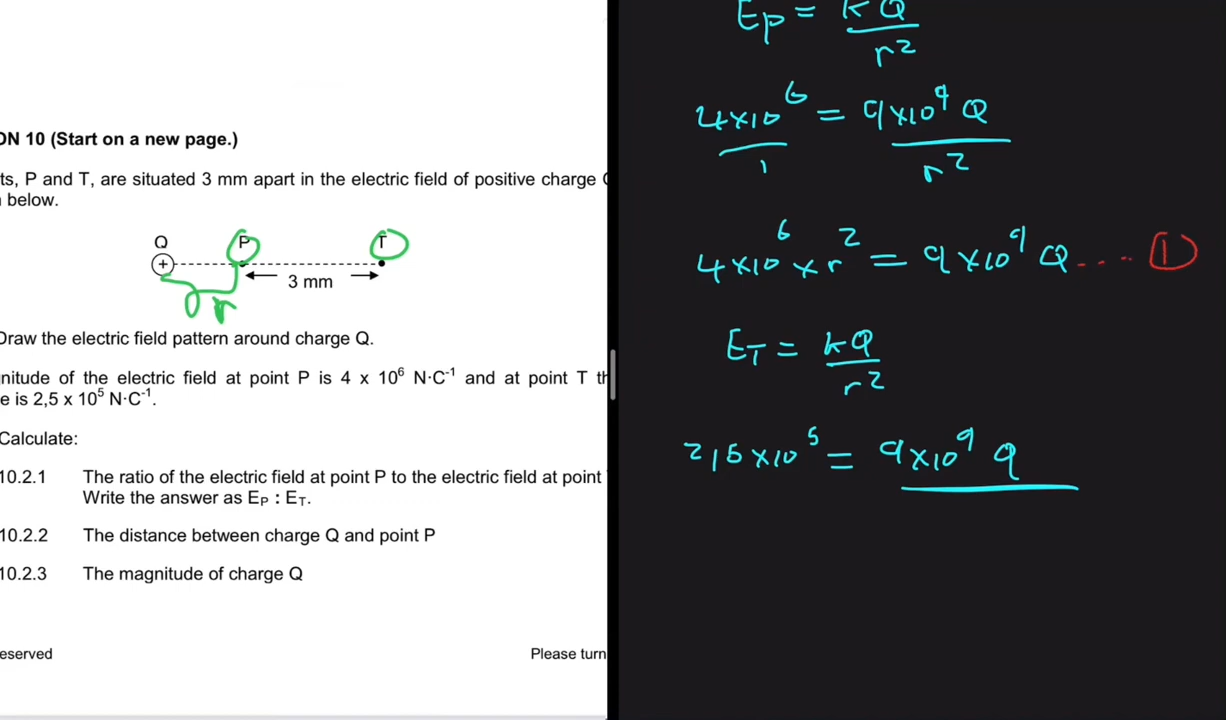 ON 10 (Start on a new page.)
ts, P and T, are situated 3 mm apart in the electric field of positive charge
below.
Q P T
+
3 mm
r
Draw the electric field pattern around charge Q.
nitude of the electric field at point P is 4 x 10⁶ N·C⁻¹ and at point T th
e is 2,5 x 10⁵ N·C⁻¹.
Calculate:
10.2.1 The ratio of the electric field at point P to the electric field at point
Write the answer as E_P : E_T.
10.2.2 The distance between charge Q and point P
10.2.3 The magnitude of charge Q
eserved
Please turn
Ep = kQ
r²
4×10⁶ = 9×10⁹ Q
1 r²
4×10⁶ × r² = 9×10⁹ Q .... ①
E_T = kQ
r²
2,5×10⁵ = 9×10⁹ Q